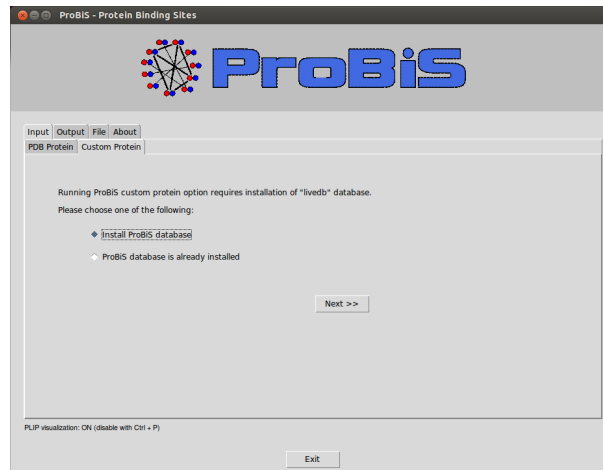 ProBiS - Protein Binding Sites
ProBiS
Input Output File About
PDB Protein Custom Protein
Running ProBiS custom protein option requires installation of "livedb" database.
Please choose one of the following:
Install ProBiS database
ProBiS database is already installed
Next >>
PLIP visualization: ON (disable with Ctrl + P)
Exit